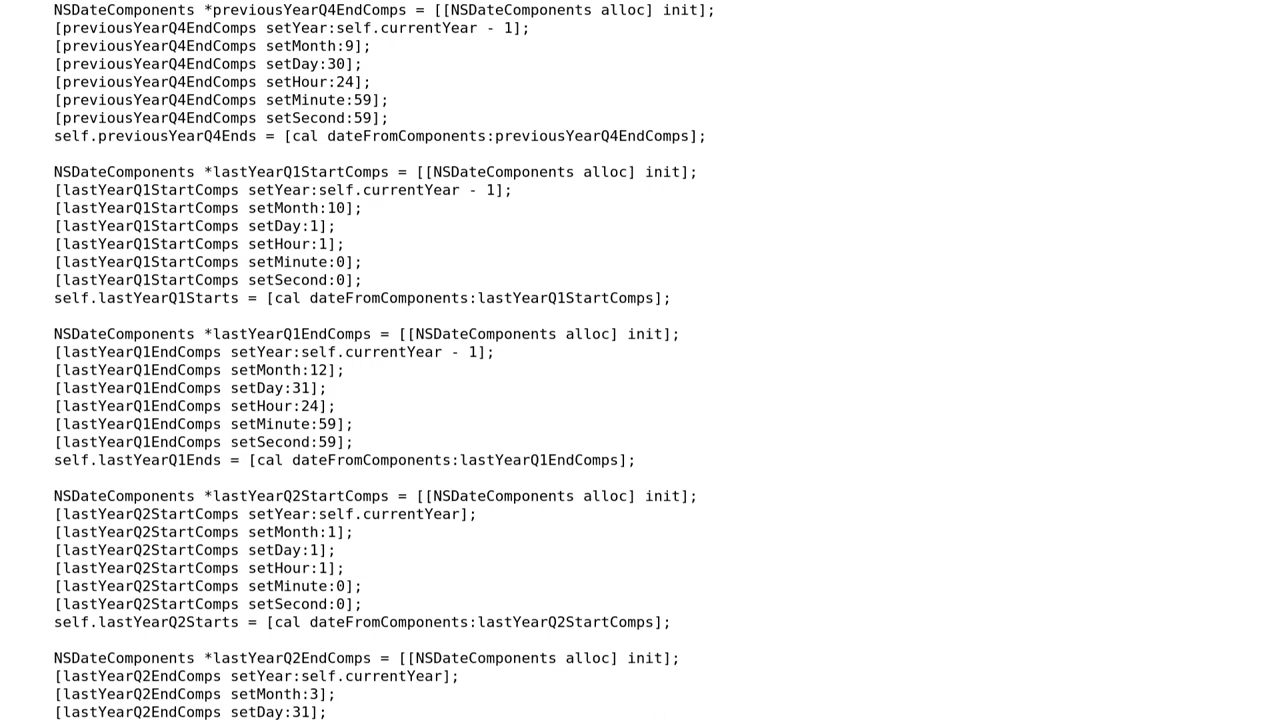 NSDateComponents *previousYearQ4EndComps = [[NSDateComponents alloc] init];
[previousYearQ4EndComps setYear:self.currentYear - 1];
[previousYearQ4EndComps setMonth:9];
[previousYearQ4EndComps setDay:30];
[previousYearQ4EndComps setHour:24];
[previousYearQ4EndComps setMinute:59];
[previousYearQ4EndComps setSecond:59];
self.previousYearQ4Ends = [cal dateFromComponents:previousYearQ4EndComps];

NSDateComponents *lastYearQ1StartComps = [[NSDateComponents alloc] init];
[lastYearQ1StartComps setYear:self.currentYear - 1];
[lastYearQ1StartComps setMonth:10];
[lastYearQ1StartComps setDay:1];
[lastYearQ1StartComps setHour:1];
[lastYearQ1StartComps setMinute:0];
[lastYearQ1StartComps setSecond:0];
self.lastYearQ1Starts = [cal dateFromComponents:lastYearQ1StartComps];

NSDateComponents *lastYearQ1EndComps = [[NSDateComponents alloc] init];
[lastYearQ1EndComps setYear:self.currentYear - 1];
[lastYearQ1EndComps setMonth:12];
[lastYearQ1EndComps setDay:31];
[lastYearQ1EndComps setHour:24];
[lastYearQ1EndComps setMinute:59];
[lastYearQ1EndComps setSecond:59];
self.lastYearQ1Ends = [cal dateFromComponents:lastYearQ1EndComps];

NSDateComponents *lastYearQ2StartComps = [[NSDateComponents alloc] init];
[lastYearQ2StartComps setYear:self.currentYear];
[lastYearQ2StartComps setMonth:1];
[lastYearQ2StartComps setDay:1];
[lastYearQ2StartComps setHour:1];
[lastYearQ2StartComps setMinute:0];
[lastYearQ2StartComps setSecond:0];
self.lastYearQ2Starts = [cal dateFromComponents:lastYearQ2StartComps];

NSDateComponents *lastYearQ2EndComps = [[NSDateComponents alloc] init];
[lastYearQ2EndComps setYear:self.currentYear];
[lastYearQ2EndComps setMonth:3];
[lastYearQ2EndComps setDay:31];